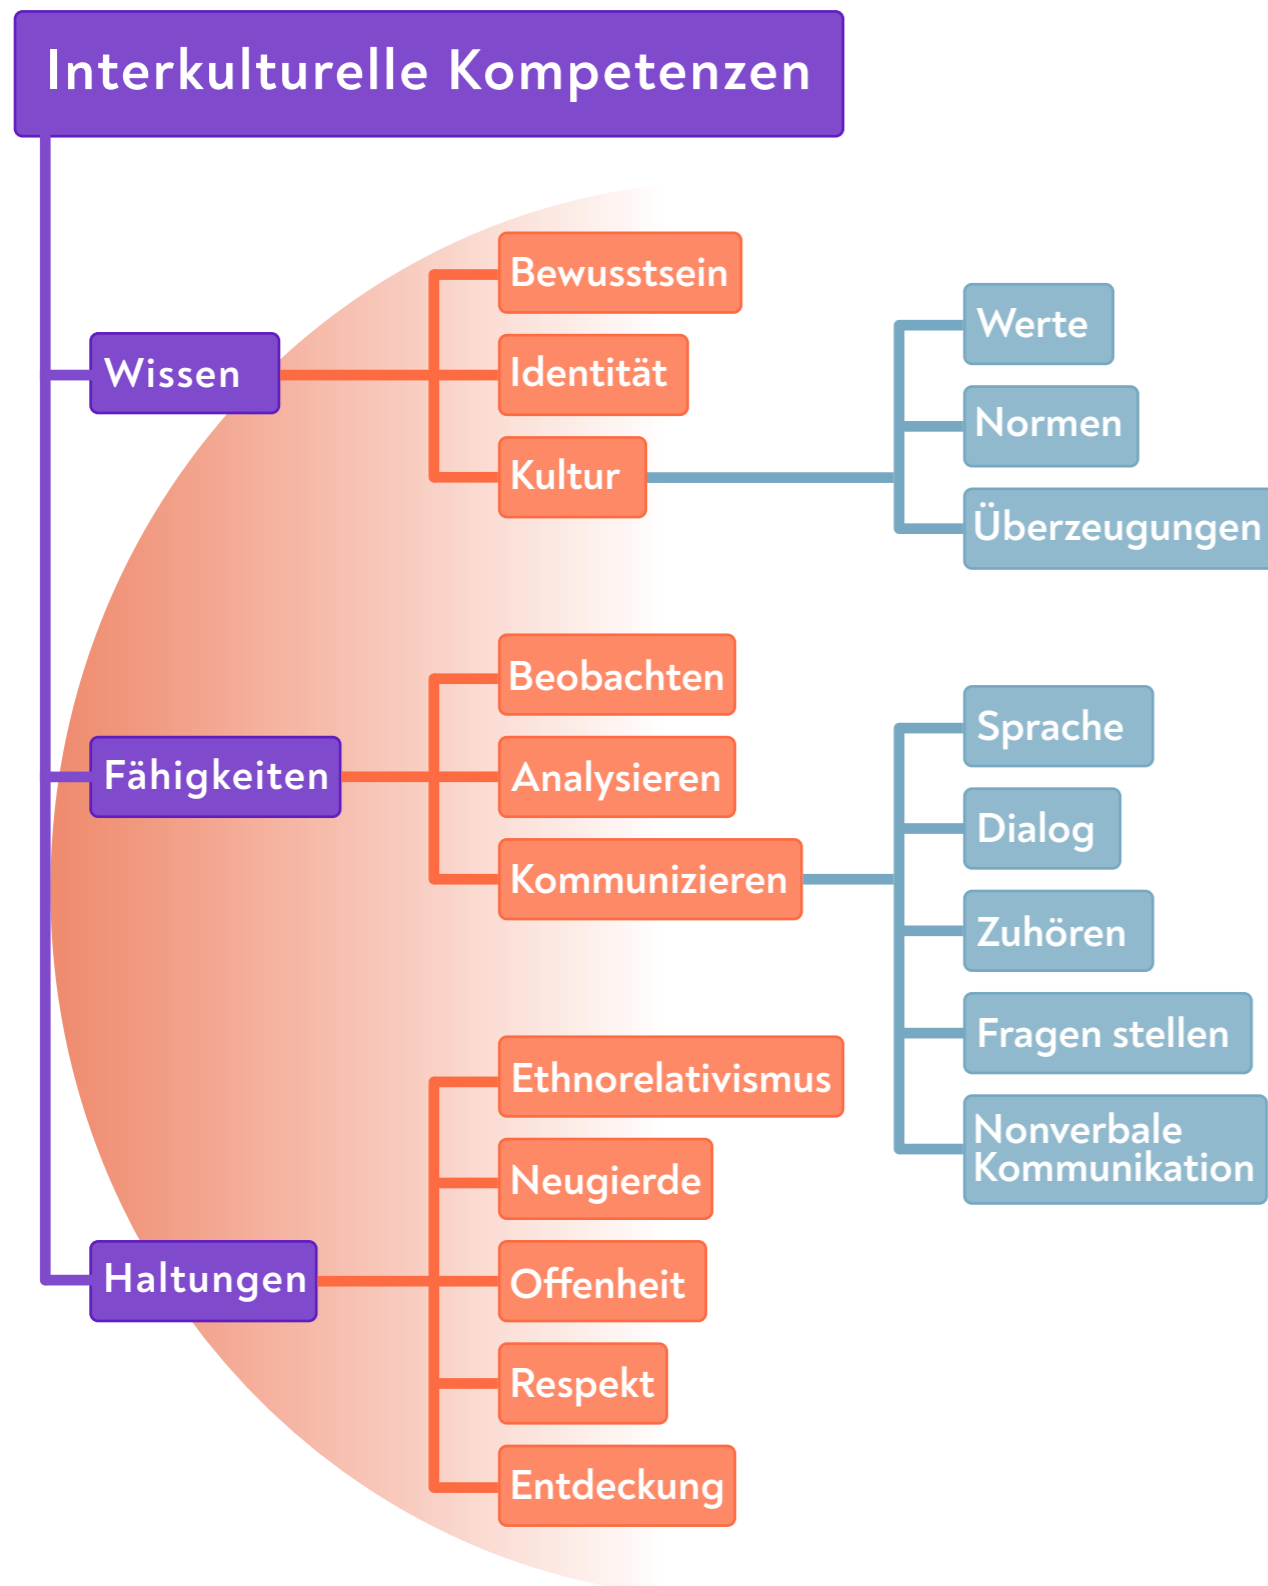 Interkulturelle Kompetenzen
Wissen
Bewusstsein
Identität
Kultur
Werte
Normen
Überzeugungen
Fähigkeiten
Beobachten
Analysieren
Kommunizieren
Sprache
Dialog
Zuhören
Fragen stellen
Nonverbale
Kommunikation
Haltungen
Ethnorelativismus
Neugierde
Offenheit
Respekt
Entdeckung